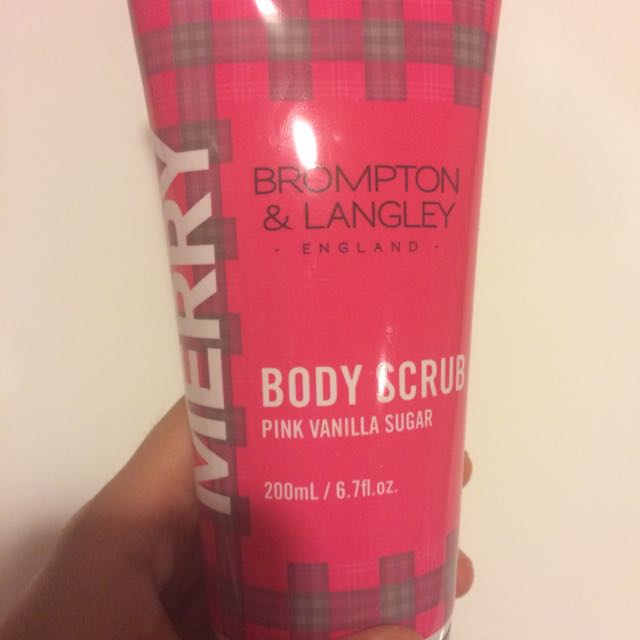 MERRY
BROMPTON
& LANGLEY
- ENGLAND -
BODY SCRUB
PINK VANILLA SUGAR
200mL / 6.7fl.oz.